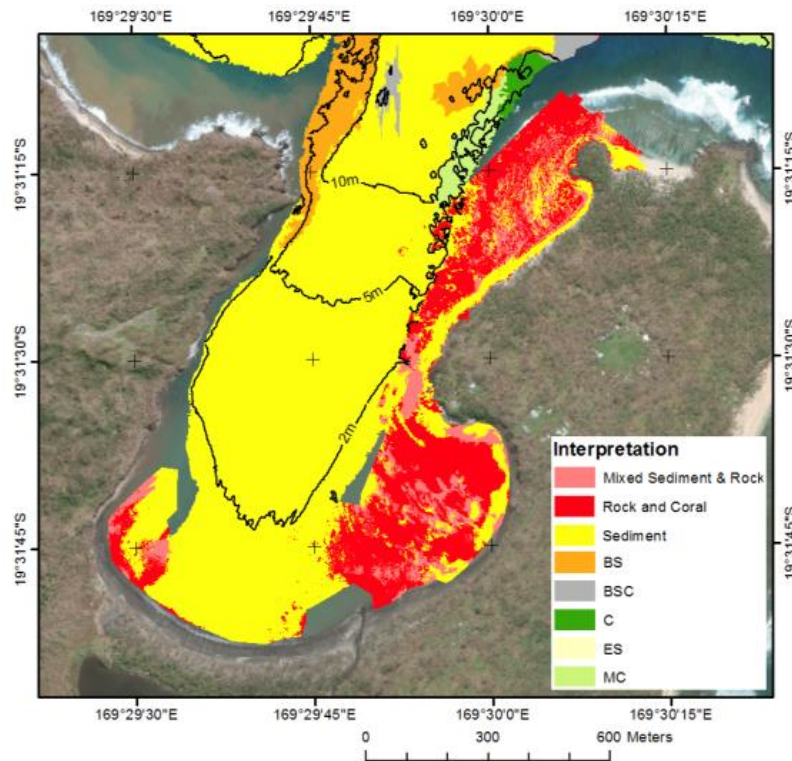 169°29'30"E 169°29'45"E 169°30'0"E 169°30'15"E
19°31'15"S 19°31'15"S
10m
5m
19°31'30"S 19°31'30"S
2m
Interpretation
Mixed Sediment & Rock
Rock and Coral
Sediment
BS
BSC
C
ES
MC
19°31'45"S 19°31'45"S
169°29'30"E 169°29'45"E 169°30'0"E 169°30'15"E
0 300 600 Meters